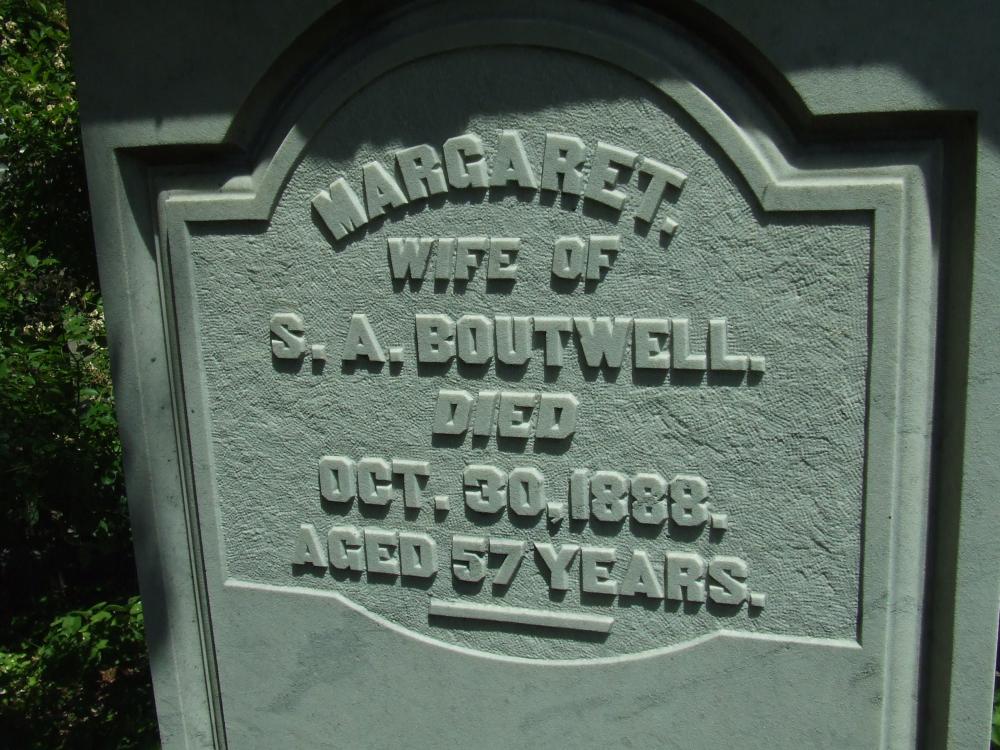 MARGARET.
WIFE OF
S. A. BOUTWELL.
DIED
OCT. 30, 1888.
AGED 57 YEARS.